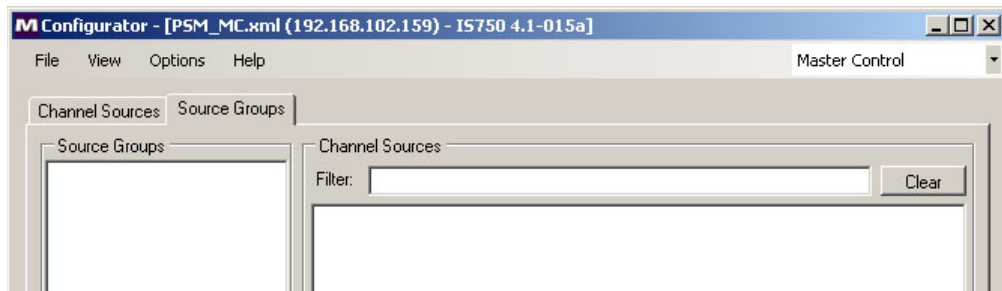 M Configurator - [PSM_MC.xml (192.168.102.159) - IS750 4.1-015a]
File View Options Help Master Control
Channel Sources Source Groups
Source Groups Channel Sources
Filter: Clear